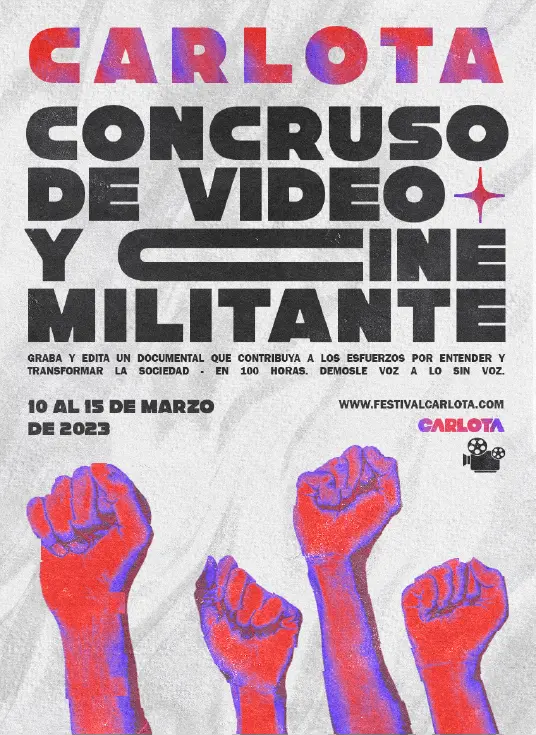 CARLOTA
CONCRUSO
DE VIDEO
Y CINE
MILITANTE
GRABA Y EDITA UN DOCUMENTAL QUE CONTRIBUYA A LOS ESFUERZOS POR ENTENDER Y
TRANSFORMAR LA SOCIEDAD - EN 100 HORAS. DEMOSLE VOZ A LO SIN VOZ.
10 AL 15 DE MARZO
DE 2023
WWW.FESTIVALCARLOTA.COM
CARLOTA